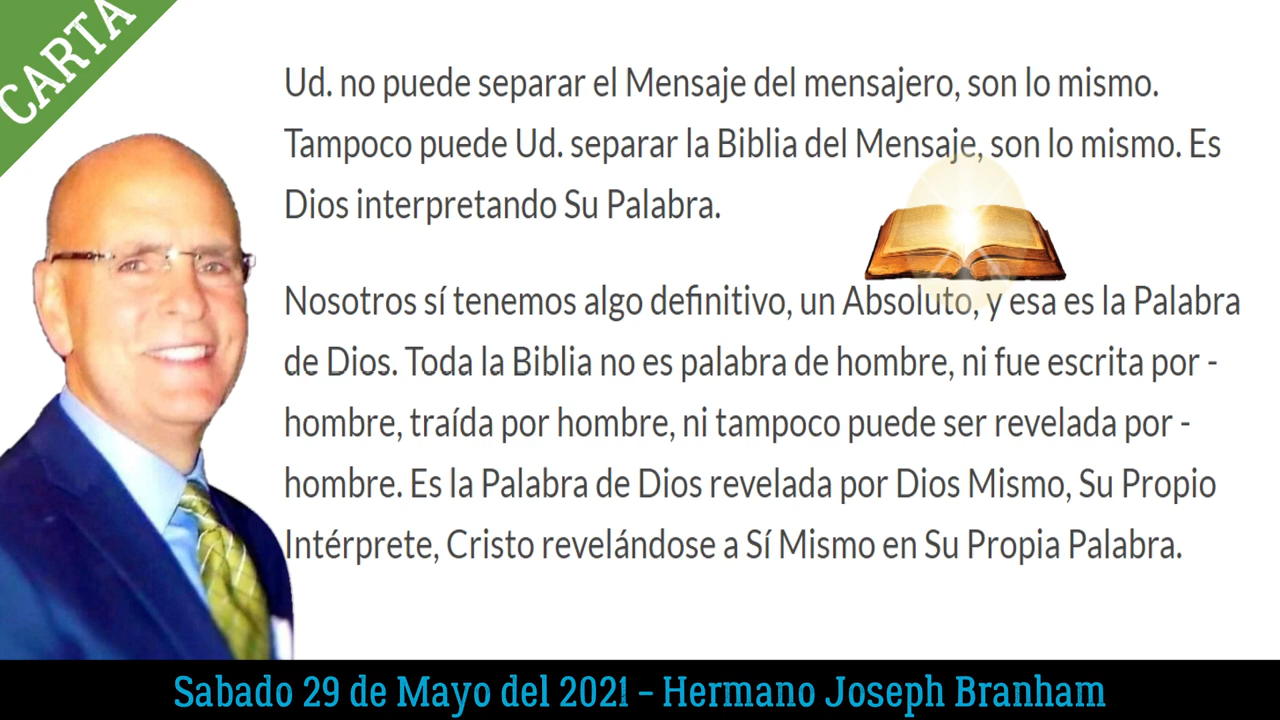 CARTA
Ud. no puede separar el Mensaje del mensajero, son lo mismo.
Tampoco puede Ud. separar la Biblia del Mensaje, son lo mismo. Es
Dios interpretando Su Palabra.
Nosotros sí tenemos algo definitivo, un Absoluto, y esa es la Palabra
de Dios. Toda la Biblia no es palabra de hombre, ni fue escrita por -
hombre, traída por hombre, ni tampoco puede ser revelada por -
hombre. Es la Palabra de Dios revelada por Dios Mismo, Su Propio
Intérprete, Cristo revelándose a Sí Mismo en Su Propia Palabra.
Sabado 29 de Mayo del 2021 - Hermano Joseph Branham